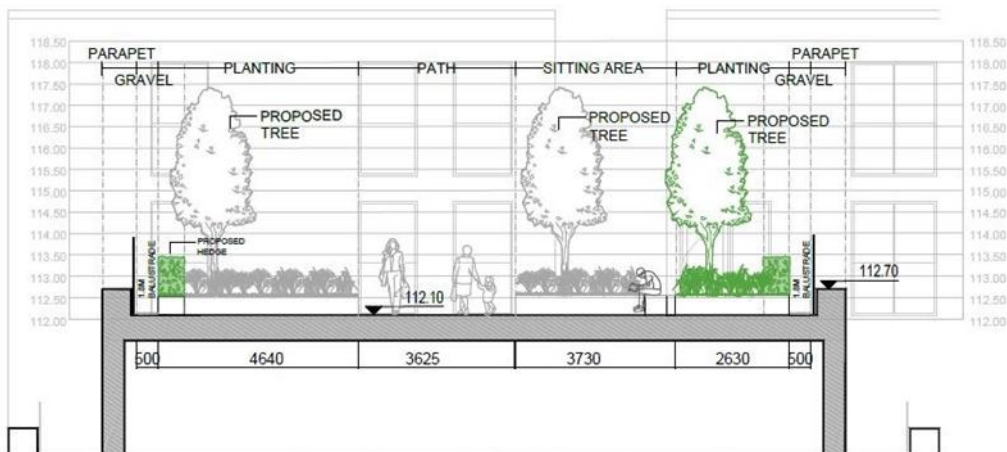 118.50
118.00
117.50
117.00
116.50
116.00
115.50
115.00
114.50
114.00
113.50
113.00
112.50
112.00
PARAPET
GRAVEL
PLANTING
PATH
SITTING AREA
PLANTING
PARAPET
GRAVEL
118.50
118.00
117.50
117.00
116.50
116.00
115.50
115.00
114.50
114.00
113.50
113.00
112.50
112.00
PROPOSED
TREE
PROPOSED
TREE
PROPOSED
TREE
PROPOSED
HEDGE
1.8M
BALUSTRADE
112.10
1.8M
BALUSTRADE
112.70
500
4640
3625
3730
2630
500